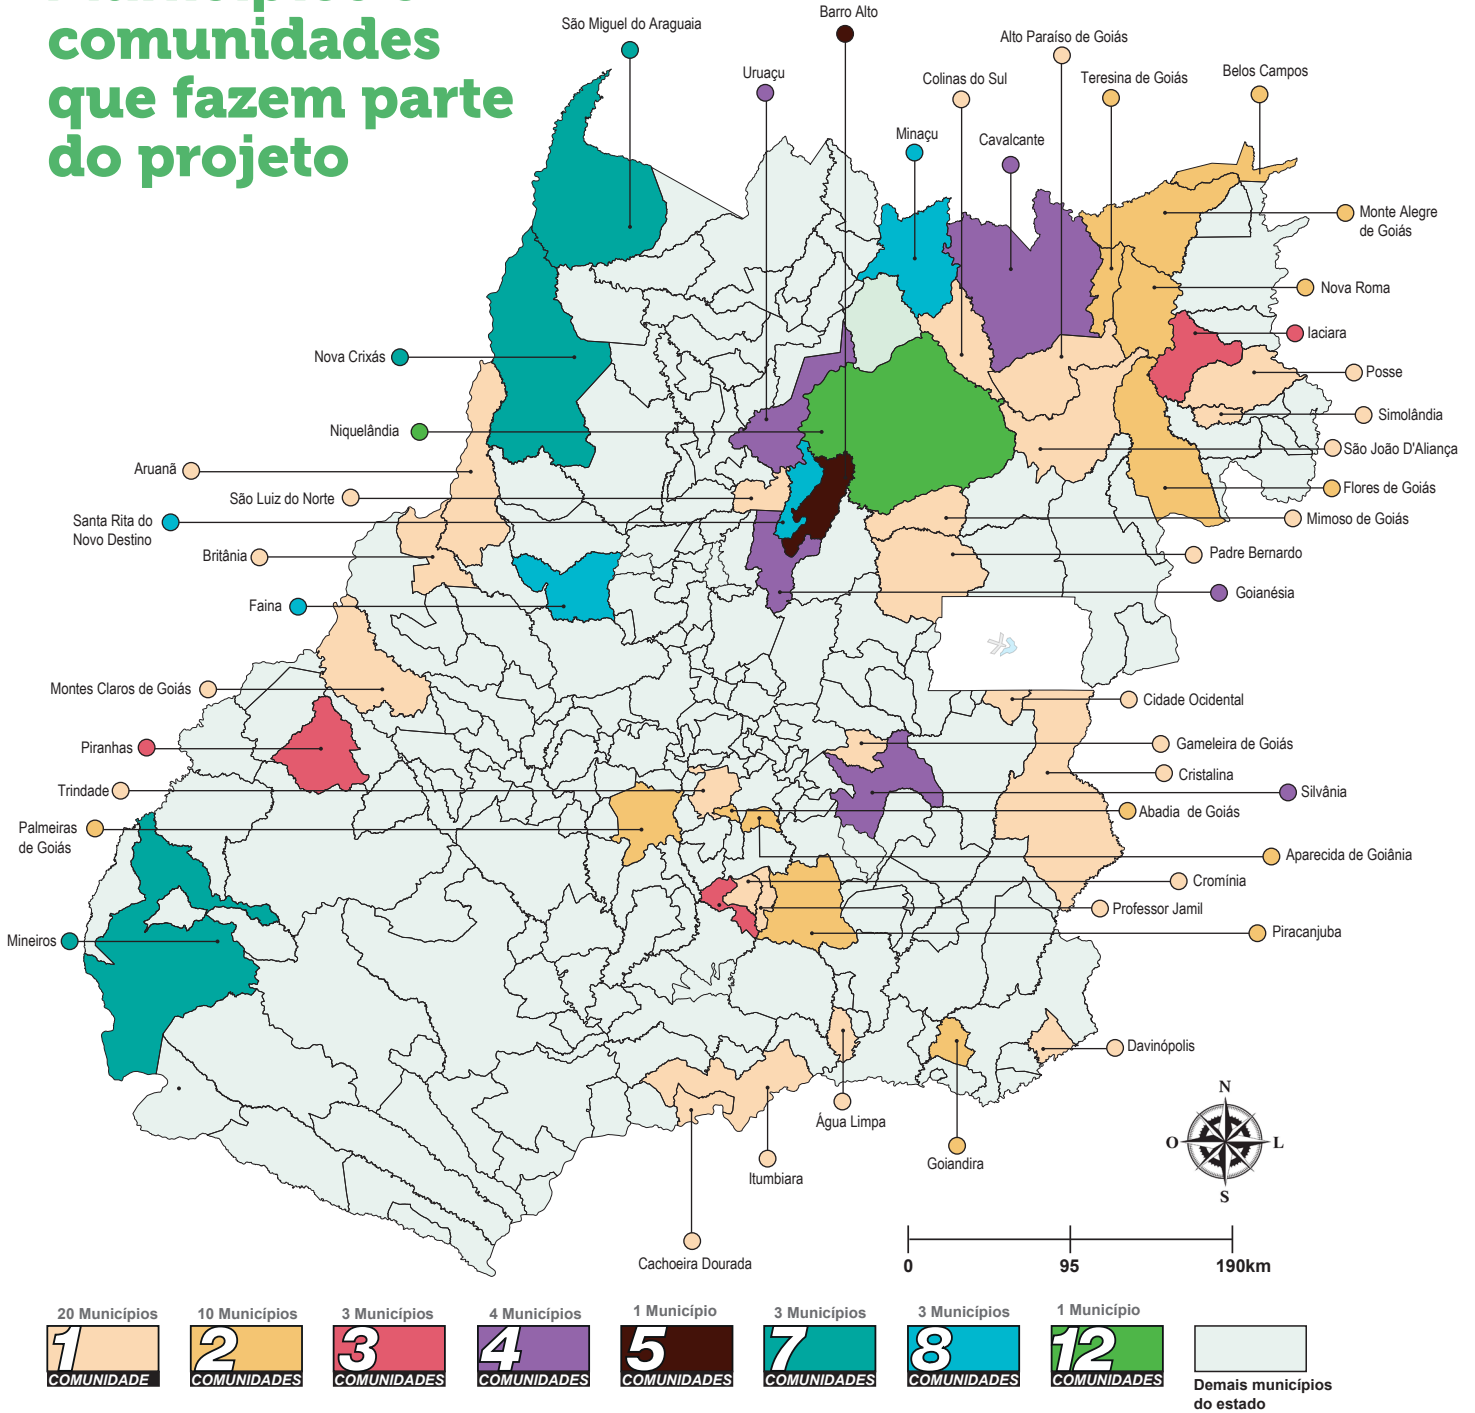 comunidades
que fazem parte
do projeto
São Miguel do Araguaia
Barro Alto
Alto Paraíso de Goiás
Uruaçu
Colinas do Sul
Teresina de Goiás
Belos Campos
Minaçu
Cavalcante
Monte Alegre
de Goiás
Nova Roma
Iaciara
Nova Crixás
Posse
Simolândia
Niquelândia
São João D'Aliança
Aruanã
Flores de Goiás
São Luiz do Norte
Mimoso de Goiás
Santa Rita do
Novo Destino
Britânia
Padre Bernardo
Goianésia
Faina
Montes Claros de Goiás
Cidade Ocidental
Piranhas
Gameleira de Goiás
Cristalina
Trindade
Silvânia
Abadia de Goiás
Palmeiras
de Goiás
Aparecida de Goiânia
Cromínia
Professor Jamil
Piracanjuba
Mineiros
Davinópolis
Água Limpa
Goiandira
Itumbiara
Cachoeira Dourada
N
O
L
S
0 95 190km
20 Municípios
1
COMUNIDADE
10 Municípios
2
COMUNIDADES
3 Municípios
3
COMUNIDADES
4 Municípios
4
COMUNIDADES
1 Município
5
COMUNIDADES
3 Municípios
7
COMUNIDADES
3 Municípios
8
COMUNIDADES
1 Município
12
COMUNIDADES
Demais municípios
do estado